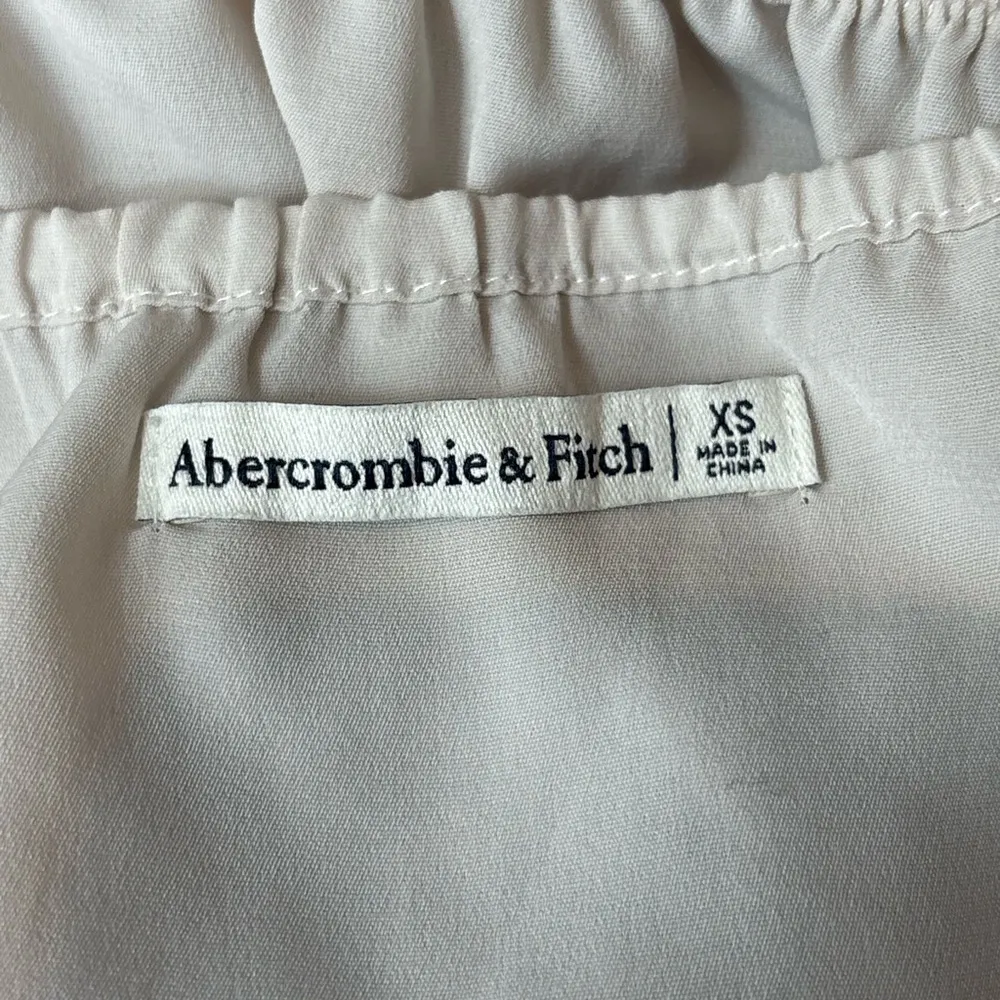 Abercrombie & Fitch | XS
MADE IN
CHINA